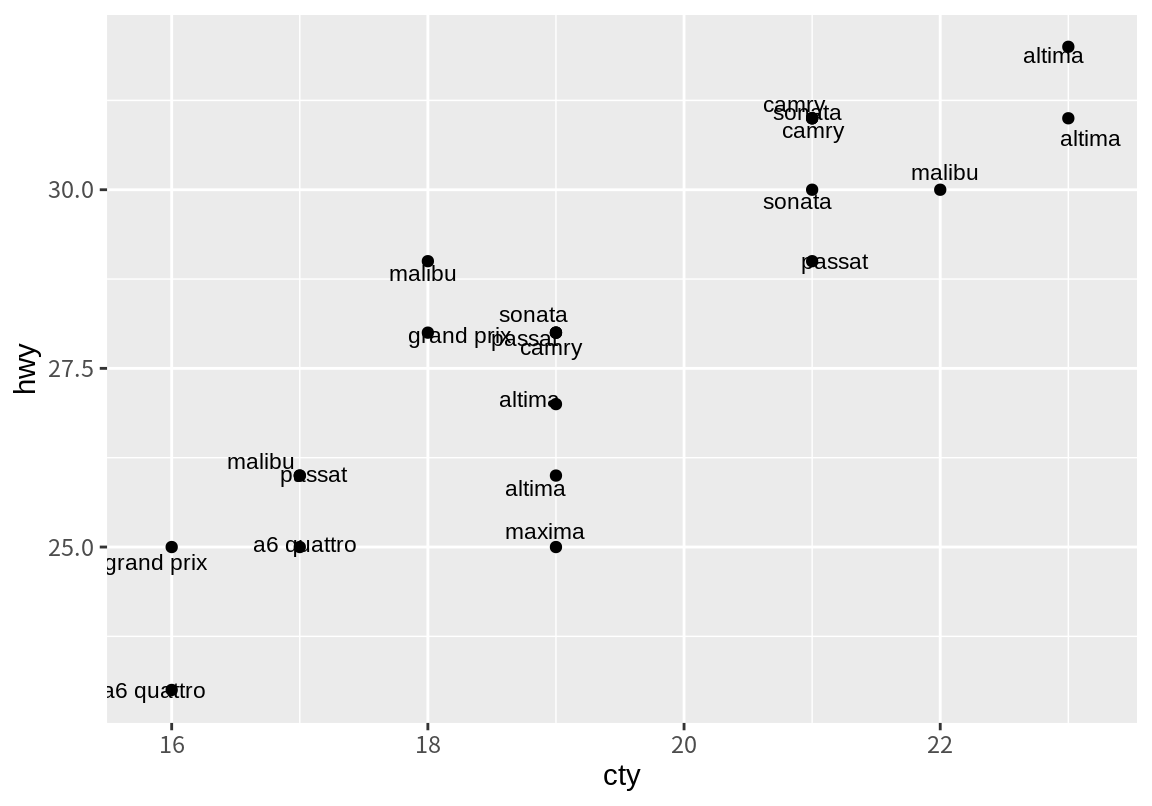 altima
camry
sonata
camry
altima
malibu
30.0
sonata
passat
malibu
sonata
grand prix
passat
camry
hwy
27.5
altima
malibu
passat
altima
maxima
a6 quattro
25.0
grand prix
a6 quattro
16
18
20
22
cty